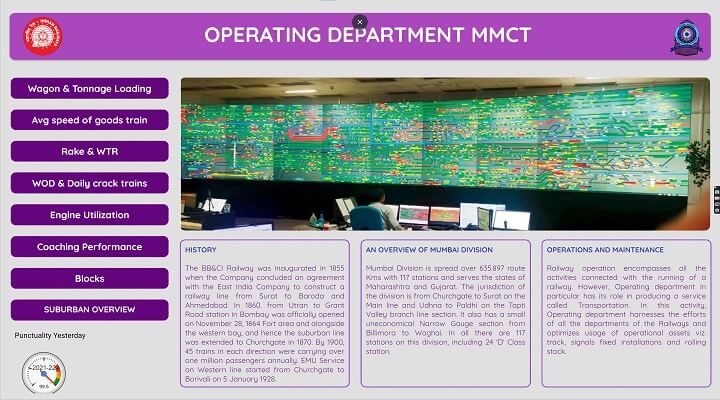 OPERATING DEPARTMENT MMCT
Wagon & Tonnage Loading
Avg speed of goods train
Rake & WTR
WOD & Daily crack trains
Engine Utilization
Coaching Performance
Blocks
SUBURBAN OVERVIEW
Punctuality Yesterday
2021-22
99.5
HISTORY
The BB&CI Railway was inaugurated in 1855
when the Company concluded an agreement
with the East India Company to construct a
railway line from Surat to Baroda and
Ahmedabad. In 1860, from Utran to Grant
Road station in Bombay was officially opened
on November 28, 1864 Fort area and alongside
the western bay, and hence the suburban line
was extended to Churchgate in 1870. By 1900,
45 trains in each direction were carrying over
one million passengers annually. EMU Service
on Western line started from Churchgate to
Borivali on 5 January 1928.
AN OVERVIEW OF MUMBAI DIVISION
Mumbai Division is spread over 635,897 route
Kms with 117 stations and serves the states of
Maharashtra and Gujarat. The jurisdiction of
the division is from Churchgate to Surat on the
Main line and Udhna to Paldhi on the Tapti
Valley branch line section. It also has a small
uneconomical Narrow Gauge section from
Billimora to Waghai. In all there are 117
stations on this division, including 24 'D' Class
station.
OPERATIONS AND MAINTENANCE
Railway operation encompasses all the
activities connected with the running of a
railway. However, Operating department in
particular has its role in producing a service
called Transportation. In this activity,
Operating department harnesses the efforts
of all the departments of the Railways and
optimizes usage of operational assets viz.
track, signals fixed installations and rolling
stock.